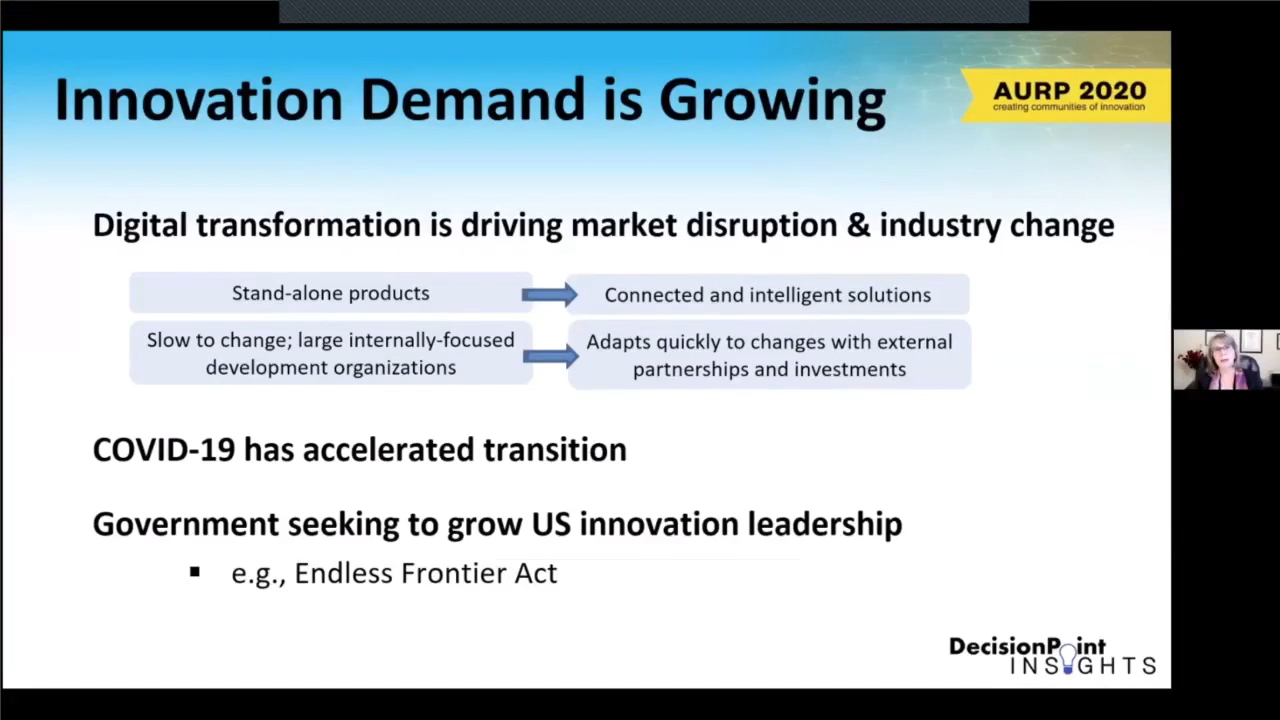 Innovation Demand is Growing
AURP 2020
creating communities of innovation
Digital transformation is driving market disruption & industry change
Stand-alone products
Connected and intelligent solutions
Slow to change; large internally-focused
development organizations
Adapts quickly to changes with external
partnerships and investments
COVID-19 has accelerated transition
Government seeking to grow US innovation leadership
▪ e.g., Endless Frontier Act
DecisionPoint
INSIGHTS